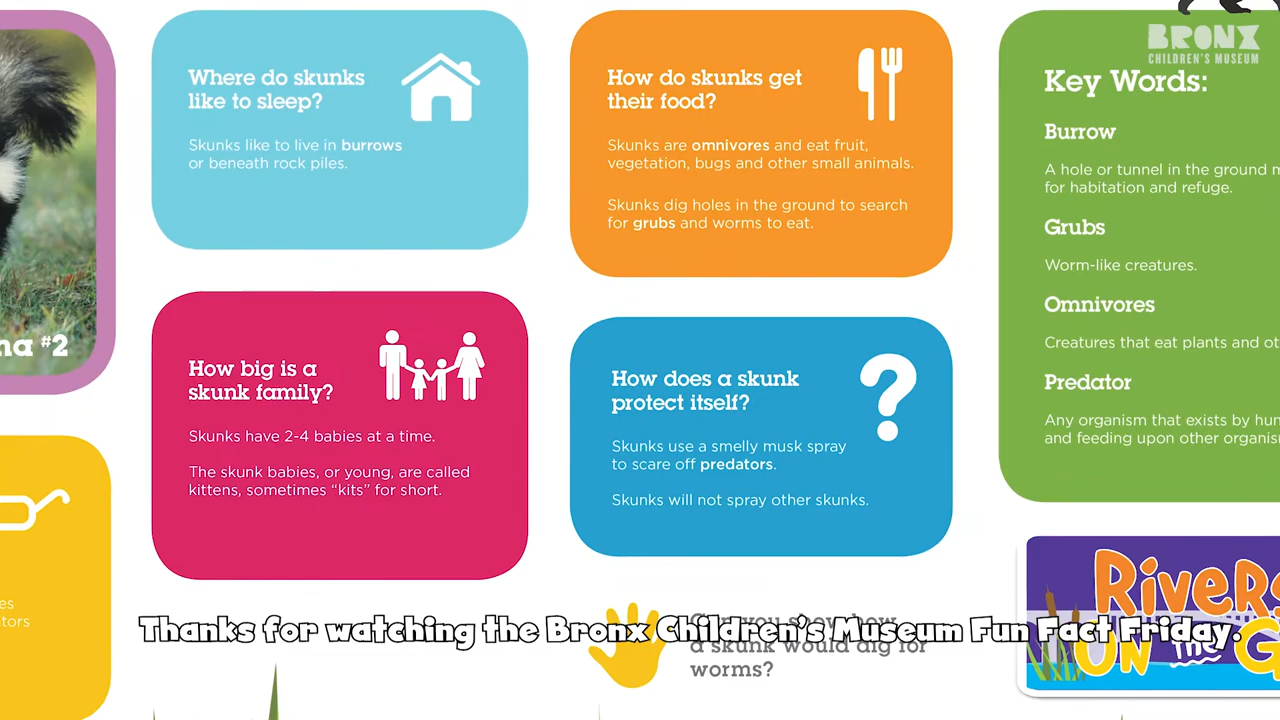 BRONX
CHILDREN'S MUSEUM
Where do skunks
like to sleep?
Skunks like to live in burrows
or beneath rock piles.
How do skunks get
their food?
Skunks are omnivores and eat fruit,
vegetation, bugs and other small animals.
Skunks dig holes in the ground to search
for grubs and worms to eat.
Key Words:
Burrow
A hole or tunnel in the ground
for habitation and refuge.
Grubs
Worm-like creatures.
Omnivores
Creatures that eat plants and
Predator
Any organism that exists by
and feeding upon other
#2
How big is a
skunk family?
Skunks have 2-4 babies at a time.
The skunk babies, or young, are called
kittens, sometimes “kits” for short.
How does a skunk
protect itself?
Skunks use a smelly musk spray
to scare off predators.
Skunks will not spray other skunks.
Can you show how
a skunk would dig for
worms?
Rivers
ON THE
Thanks for watching the Bronx Children's Museum Fun Fact Friday.